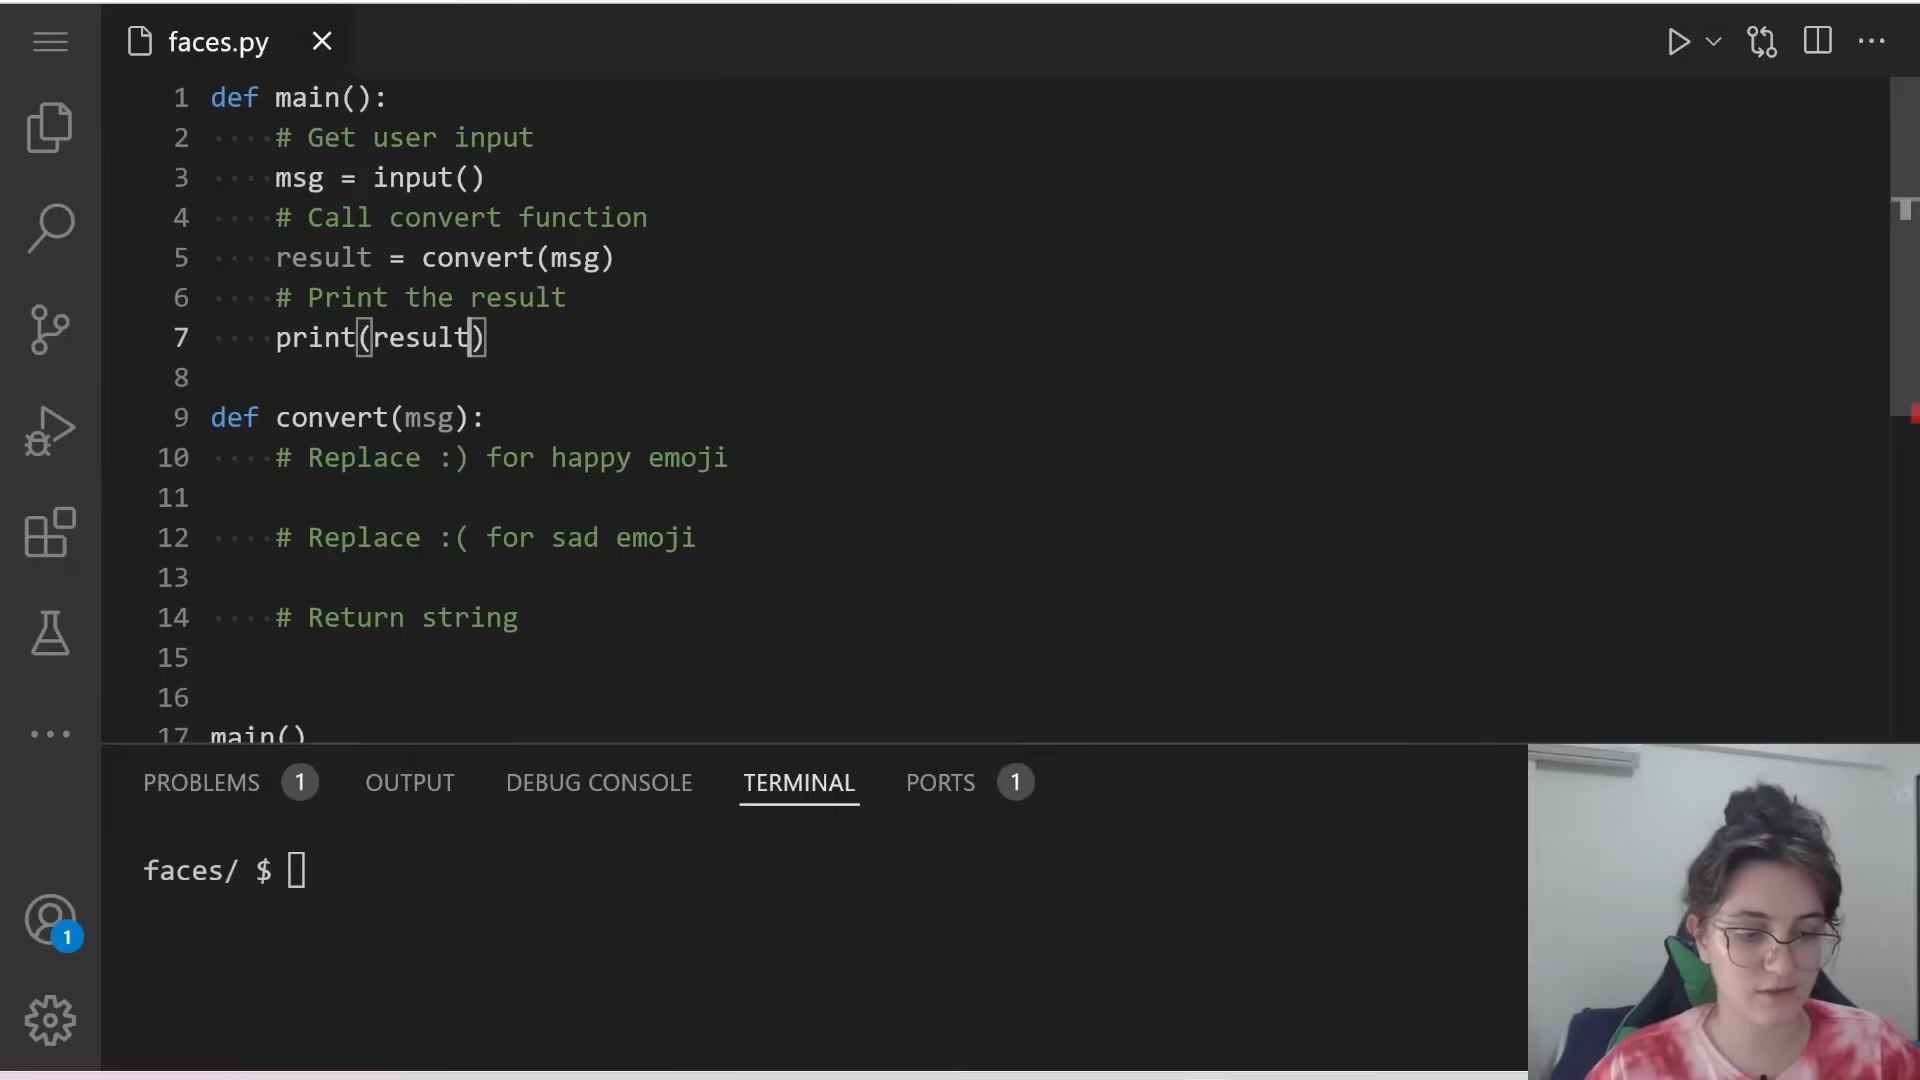 faces.py
1 def main():
2 # Get user input
3 msg = input()
4 # Call convert function
5 result = convert(msg)
6 # Print the result
7 print(result)
8
9 def convert(msg):
10 # Replace :) for happy emoji
11
12 # Replace :( for sad emoji
13
14 # Return string
15
16
17 main()
PROBLEMS 1 OUTPUT DEBUG CONSOLE TERMINAL PORTS 1
faces/ $
1